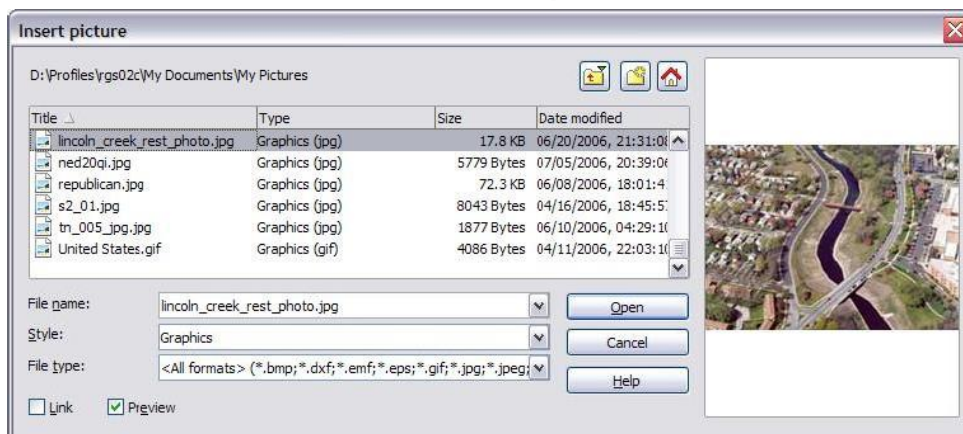 Insert picture
D:\Profiles\rgs02c\My Documents\My Pictures
Title Type Size Date modified
lincoln_creek_rest_photo.jpg Graphics (jpg) 17.8 KB 06/20/2006, 21:31:08
ned20qi.jpg Graphics (jpg) 5779 Bytes 07/05/2006, 20:39:06
republican.jpg Graphics (jpg) 72.3 KB 06/08/2006, 18:01:4
s2_01.jpg Graphics (jpg) 8043 Bytes 04/16/2006, 18:45:5
tn_005_jpg.jpg Graphics (jpg) 1877 Bytes 06/10/2006, 04:29:10
United States.gif Graphics (gif) 4086 Bytes 04/11/2006, 22:03:10
File name: lincoln_creek_rest_photo.jpg Open
Style: Graphics Cancel
File type: <All formats> (*.bmp;*.dxf;*.emf;*.eps;*.gif;*.jpg;*.jpeg; Help
Link Preview